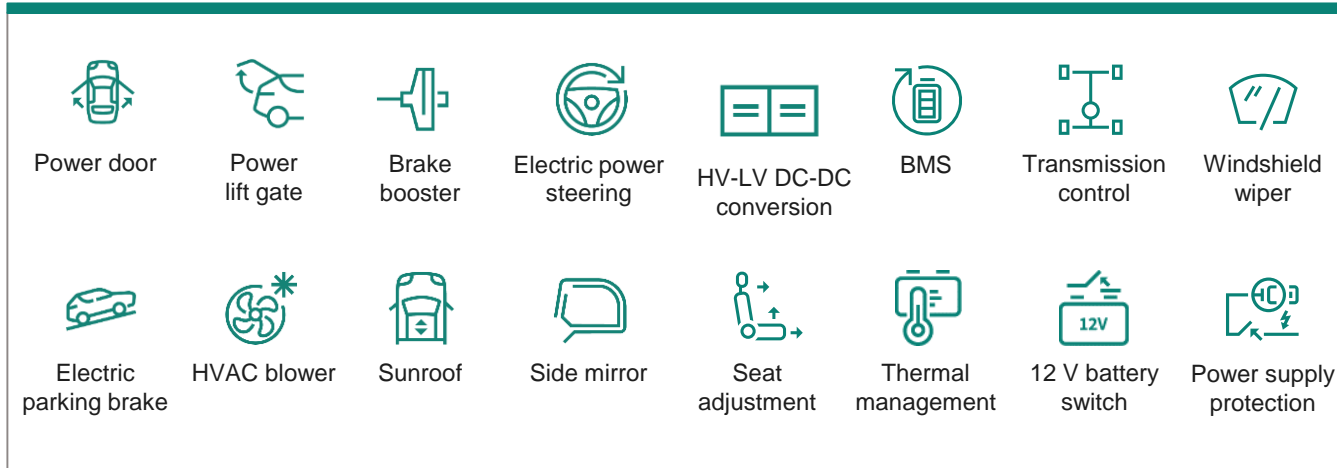 Power door
Power
lift gate
Brake
booster
Electric power
steering
HV-LV DC-DC
conversion
BMS
Transmission
control
Windshield
wiper
Electric
parking brake
HVAC blower
Sunroof
Side mirror
Seat
adjustment
Thermal
management
12V
12 V battery
switch
Power supply
protection